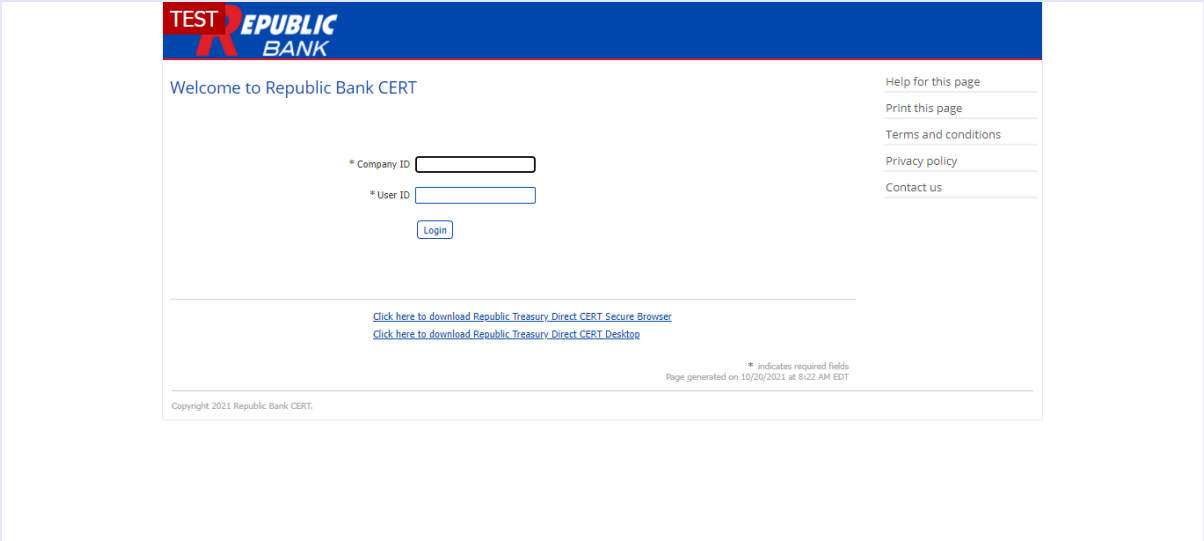 TEST
REPUBLIC
BANK
Welcome to Republic Bank CERT
* Company ID
* User ID
Login
Click here to download Republic Treasury Direct CERT Secure Browser
Click here to download Republic Treasury Direct CERT Desktop
* indicates required fields
Page generated on 10/20/2021 at 8:22 AM EDT
Copyright 2021 Republic Bank CERT.
Help for this page
Print this page
Terms and conditions
Privacy policy
Contact us